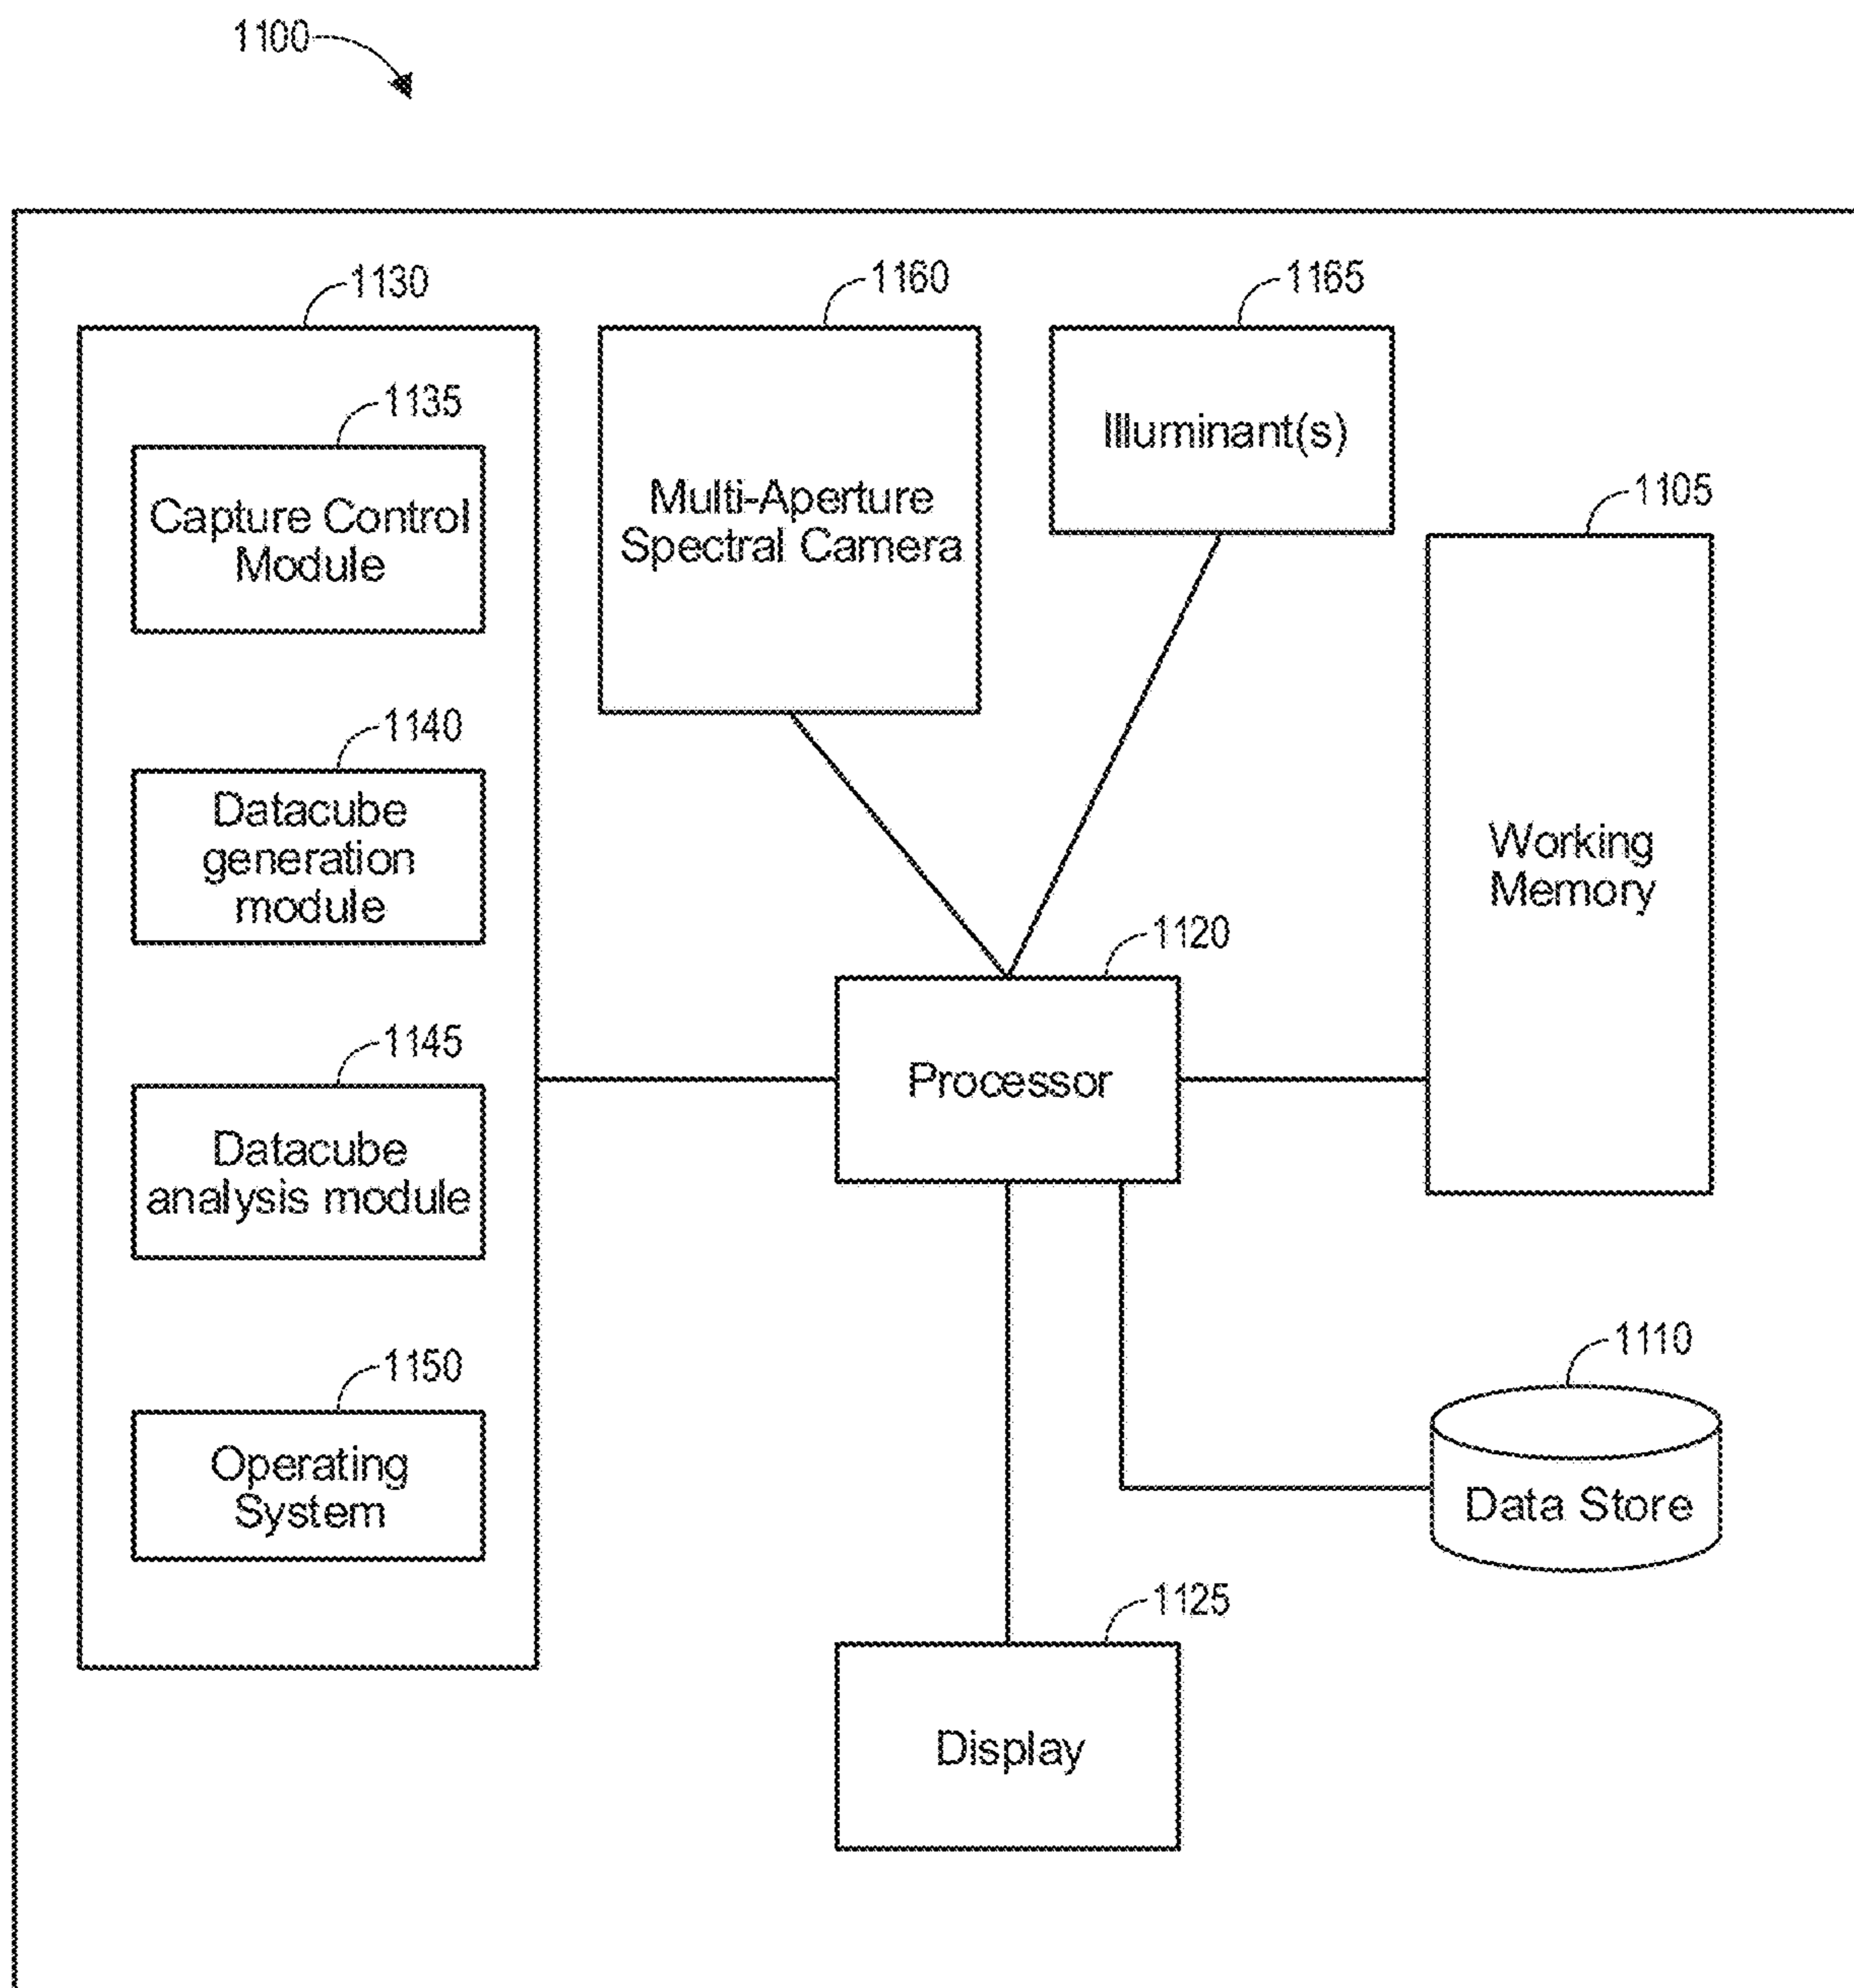 1100
1130
1160
1165
1135
Capture Control
Module
Multi-Aperture
Spectral Camera
Illuminant(s)
1105
1140
Datacube
generation
module
Working
Memory
1120
Processor
1145
Datacube
analysis module
1150
Operating
System
1110
Data Store
1125
Display